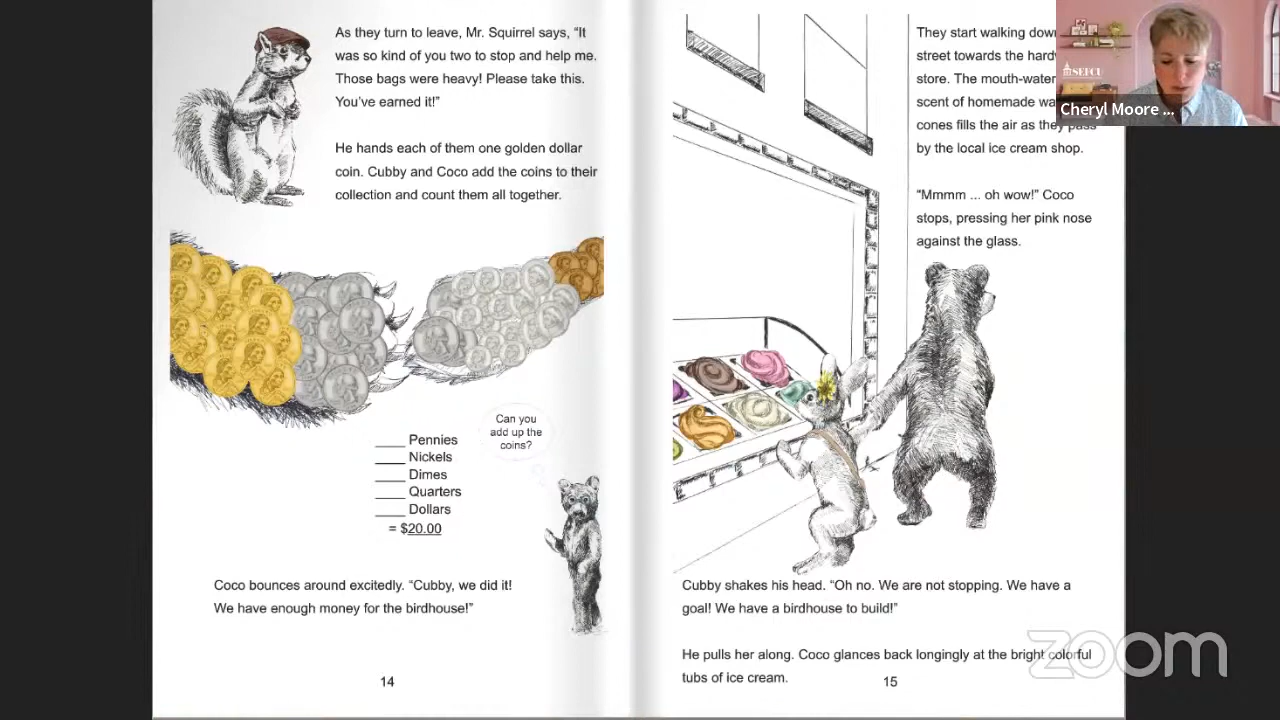 As they turn to leave, Mr. Squirrel says, “It
was so kind of you two to stop and help me.
Those bags were heavy! Please take this.
You’ve earned it!”
He hands each of them one golden dollar
coin. Cubby and Coco add the coins to their
collection and count them all together.
Can you
add up the
coins?
____ Pennies
____ Nickels
____ Dimes
____ Quarters
____ Dollars
= $20.00
Coco bounces around excitedly. “Cubby, we did it!
We have enough money for the birdhouse!”
14
They start walking down
street towards the
store. The
scent of homemade
cones fills the air as they pass
by the local ice cream shop.
“Mmmm ... oh wow!” Coco
stops, pressing her pink nose
against the glass.
Cubby shakes his head. “Oh no. We are not stopping. We have a
goal! We have a birdhouse to build!”
He pulls her along. Coco glances back longingly at the bright colorful
tubs of ice cream.
15
SEFCU
Cheryl Moore ...
zoom